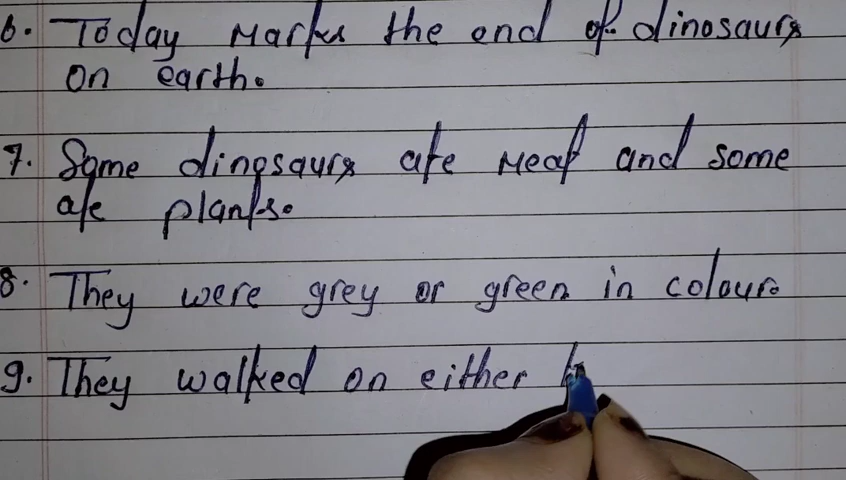 6. Today marks the end of dinosaurs
on earth.
7. Some dinosaurs ate meat and some
ate plants.
8. They were grey or green in colour.
9. They walked on either